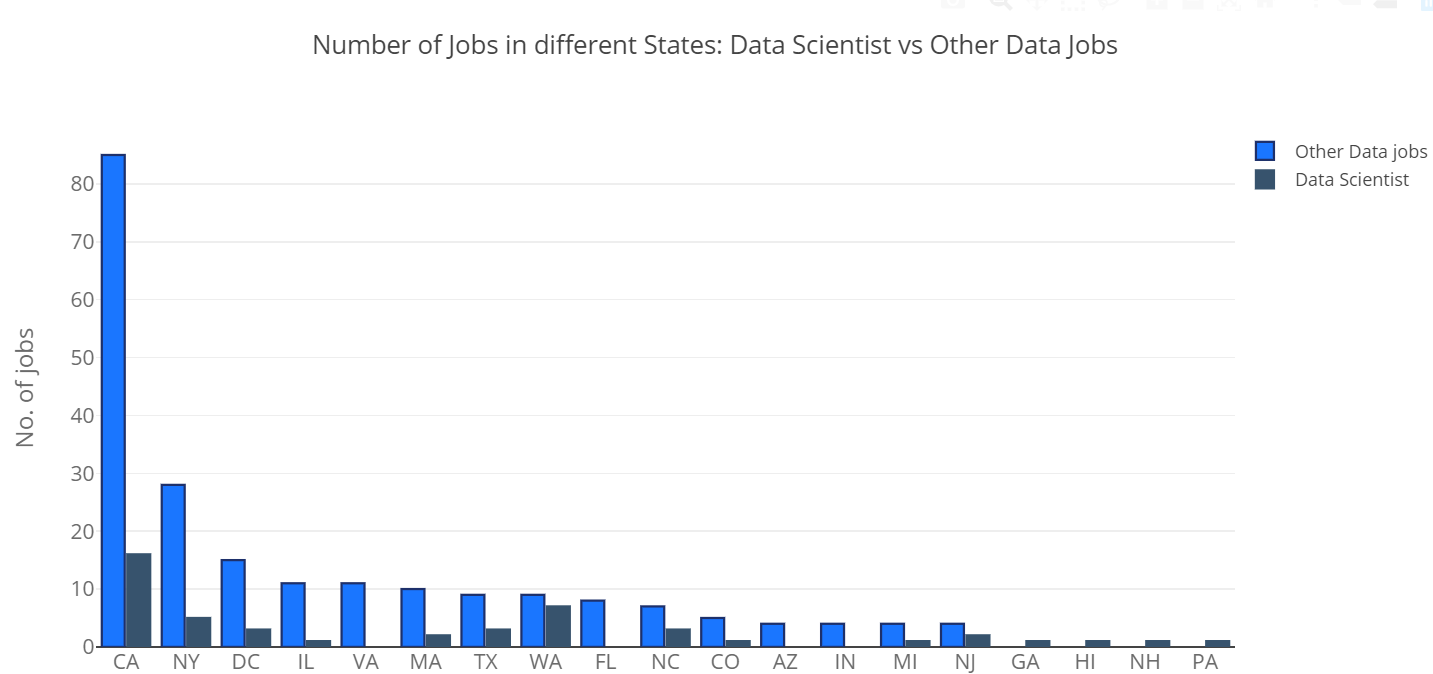 Number of Jobs in different States: Data Scientist vs Other Data Jobs
Other Data jobs
Data Scientist
No. of jobs
80
70
60
50
40
30
20
10
0
CA NY DC IL VA MA TX WA FL NC CO AZ IN MI NJ GA HI NH PA